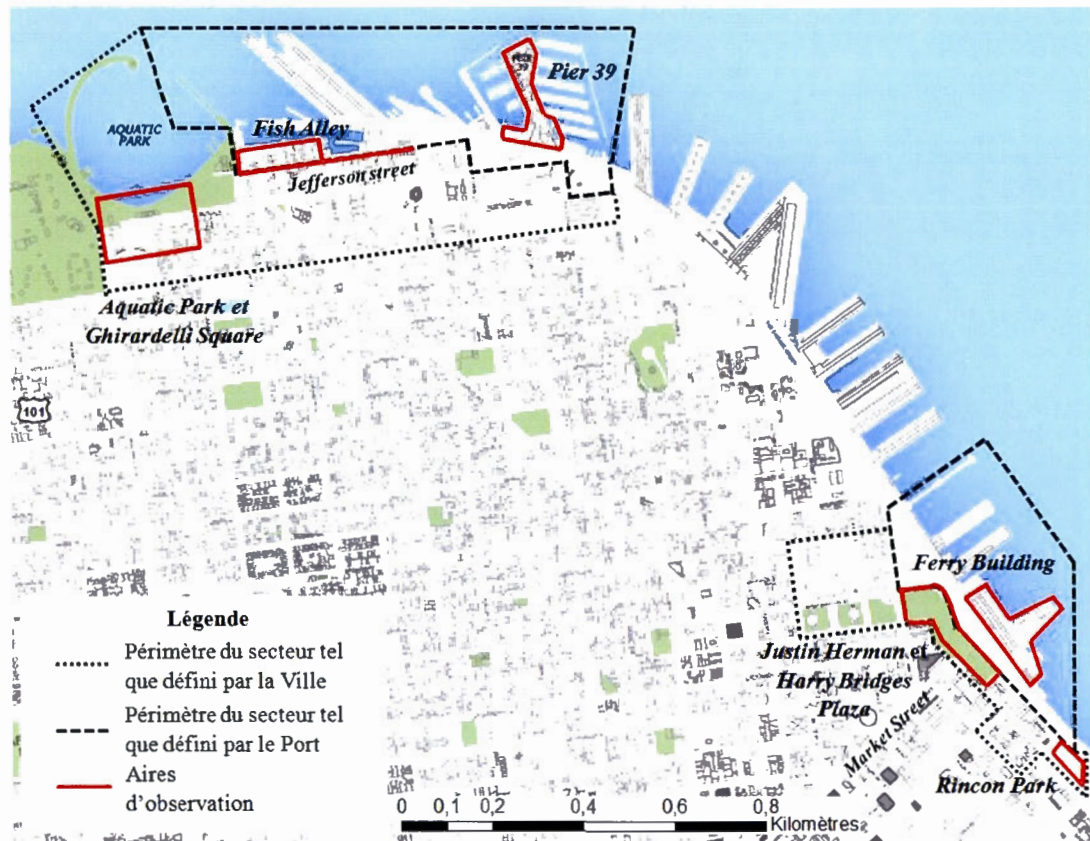 AQUATIC
PARK
Fish Alley
Jefferson street
PIER
39
Pier 39
Aquatic Park et
Ghirardelli Square
101
Ferry Building
Justin Herman et
Harry Bridges
Plaza
Market Street
Rincon Park
Légende
Périmètre du secteur tel
que défini par la Ville
Périmètre du secteur tel
que défini par le Port
Aires
d'observation
0 0,1 0,2 0,4 0,6 0,8
Kilomètres